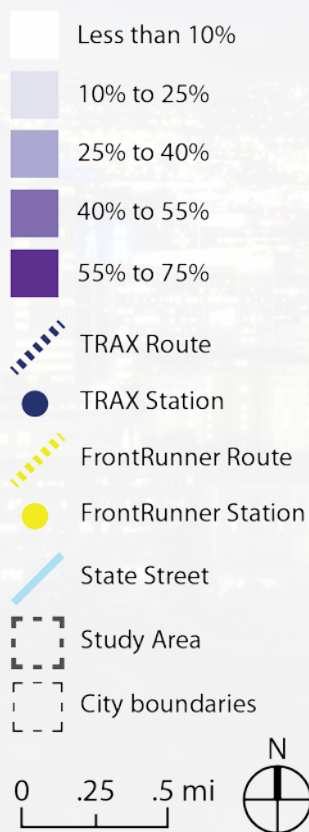 Less than 10%
10% to 25%
25% to 40%
40% to 55%
55% to 75%
TRAX Route
TRAX Station
FrontRunner Route
FrontRunner Station
State Street
Study Area
City boundaries
N
0 .25 .5 mi